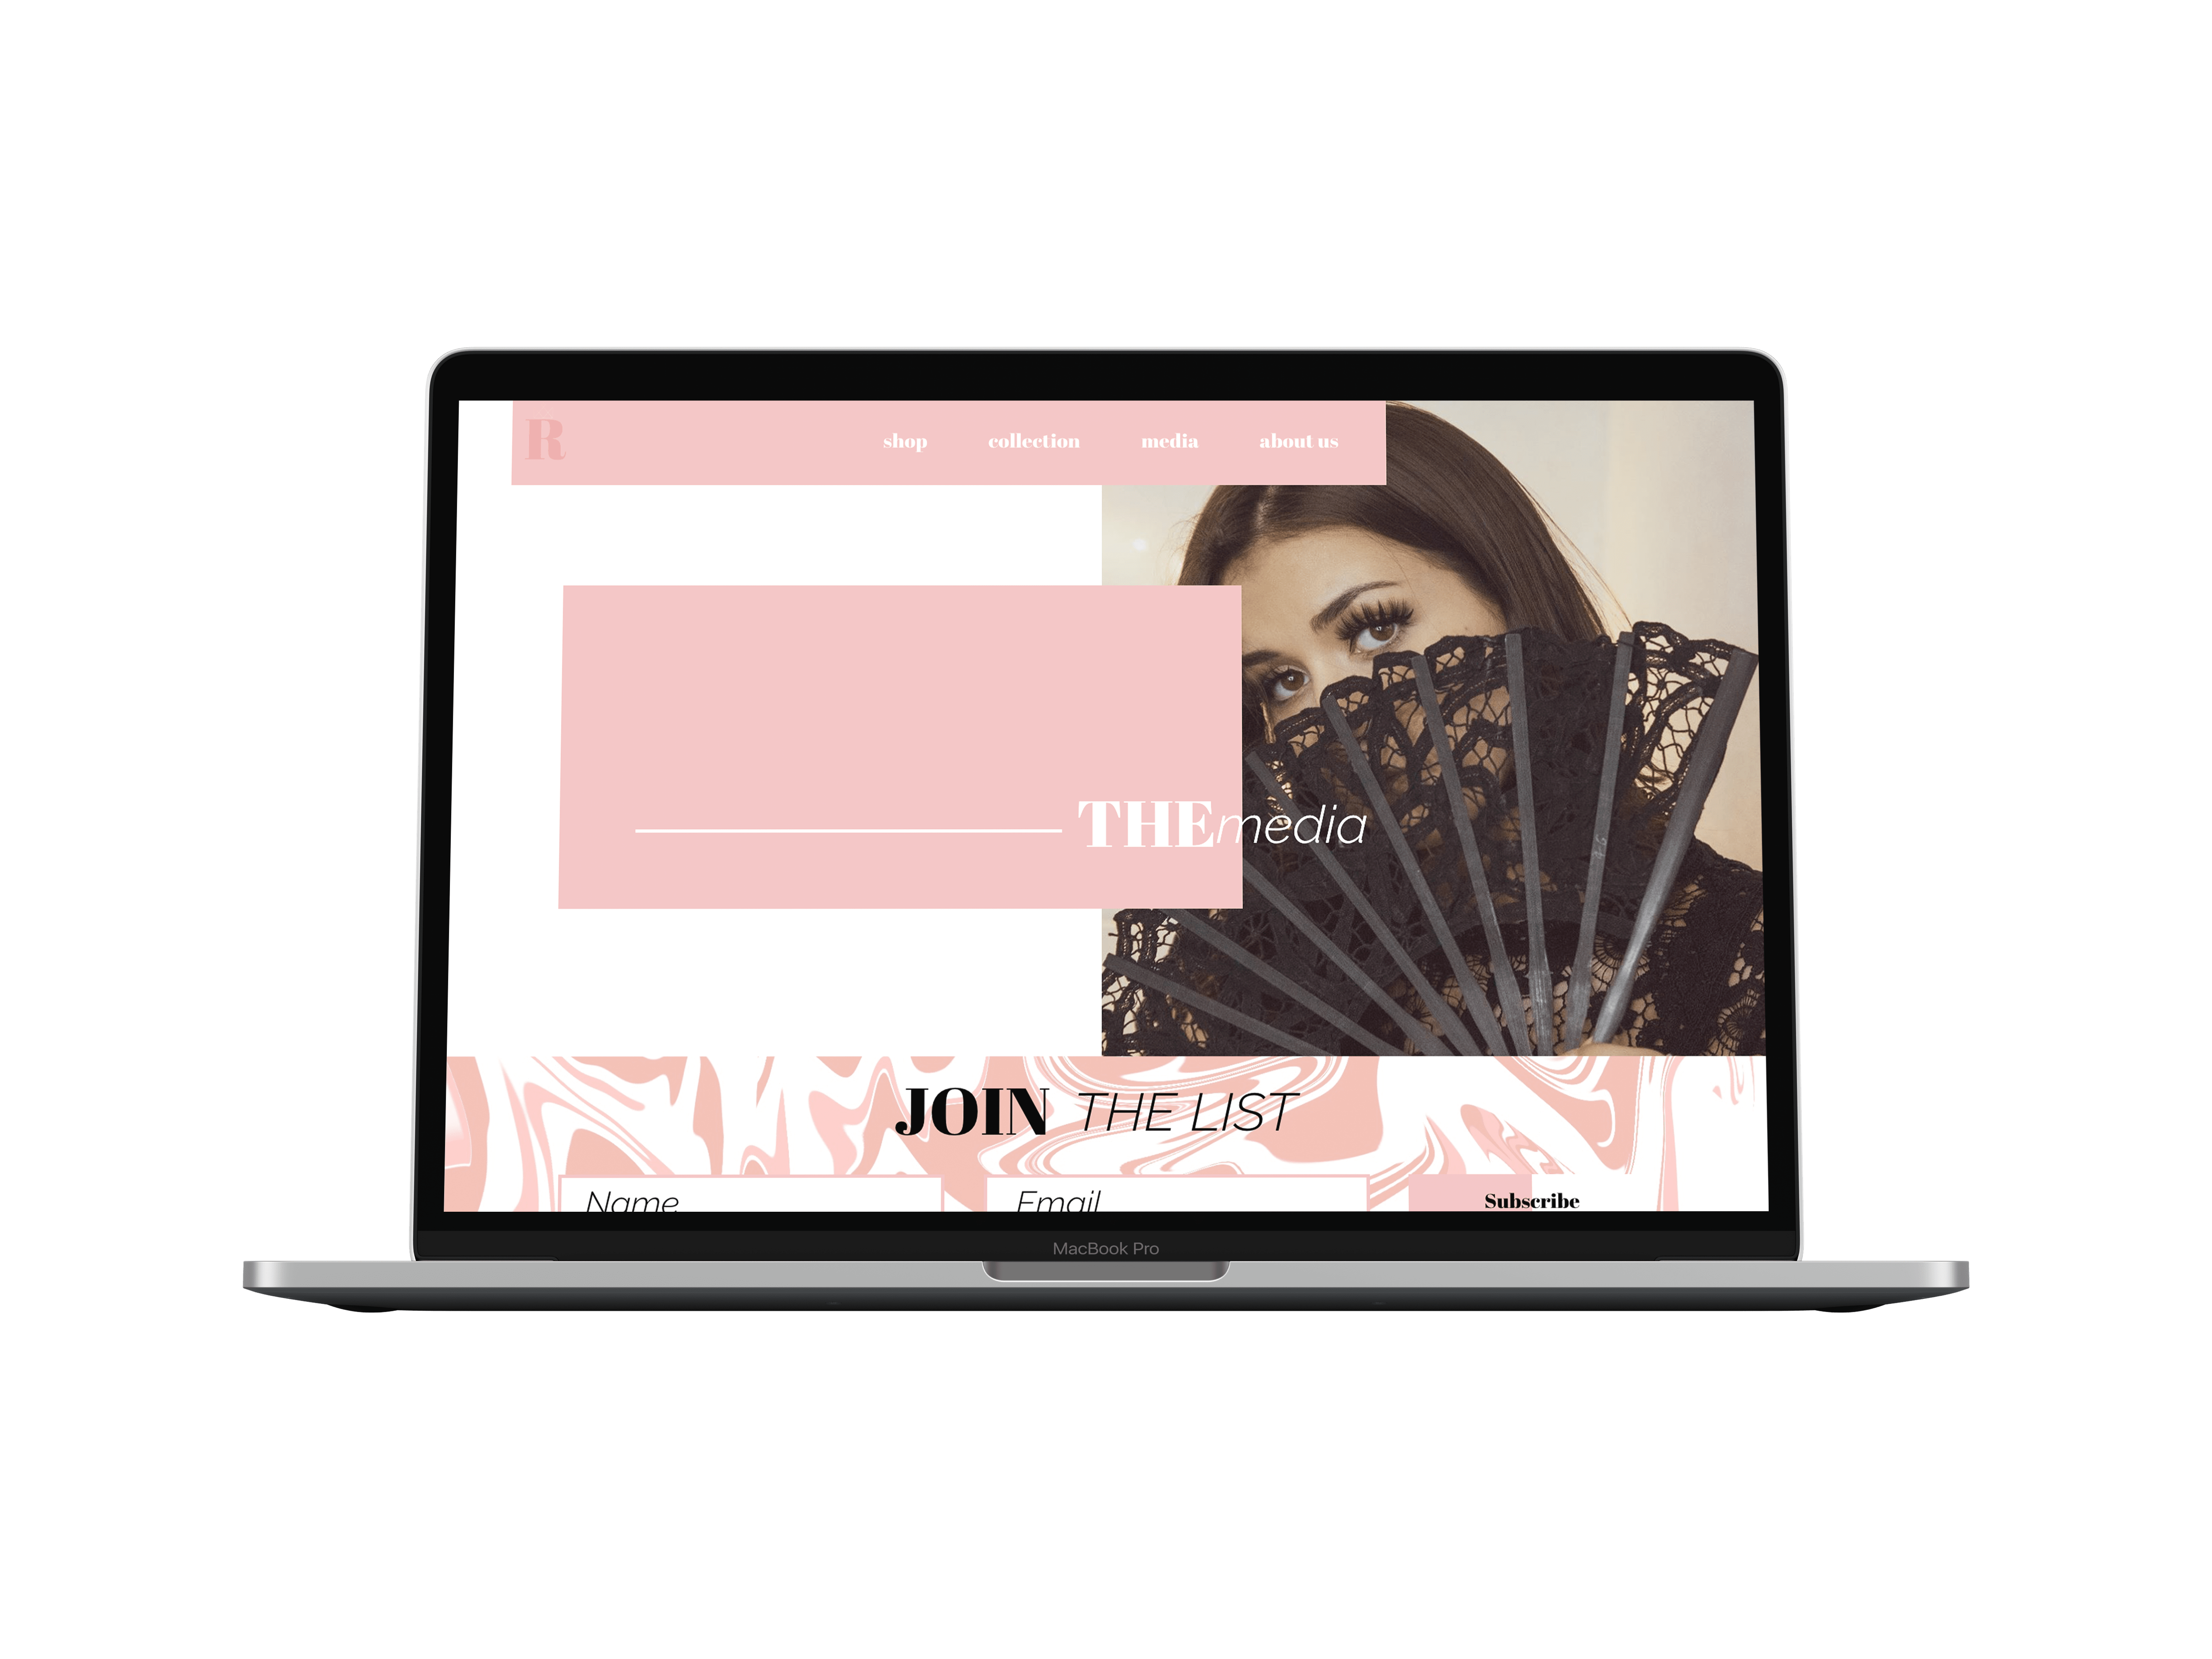 R
shop collection media about us
THEmedia
JOIN THE LIST
Name Email Subscribe
MacBook Pro